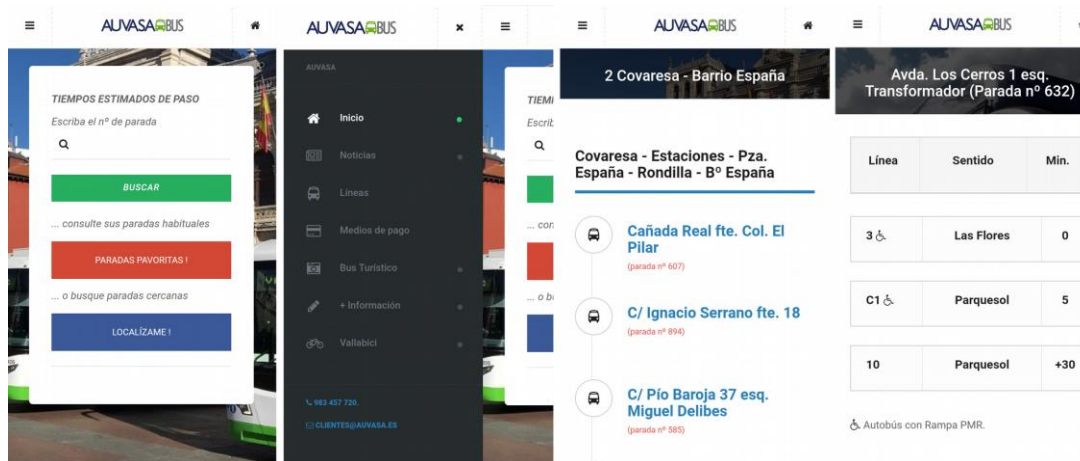 AUVASA BUS
TIEMPOS ESTIMADOS DE PASO
Escriba el nº de parada
BUSCAR
... consulte sus paradas habituales
PARADAS PAVORITAS !
... o busque paradas cercanas
LOCALÍZAME !
AUVASA BUS
AUVASA
Inicio
Noticias
Líneas
Medios de pago
Bus Turístico
+ Información
Vallabici
983 457 720.
CLIENTES@AUVASA.ES
AUVASA BUS
2 Covaresa - Barrio España
Covaresa - Estaciones - Pza.
España - Rondilla - Bº España
Cañada Real fte. Col. El
Pilar
(parada nº 607)
C/ Ignacio Serrano fte. 18
(parada nº 894)
C/ Pío Baroja 37 esq.
Miguel Delibes
(parada nº 585)
AUVASA BUS
Avda. Los Cerros 1 esq.
Transformador (Parada nº 632)
Línea Sentido Min.
3 Las Flores 0
C1 Parquesol 5
10 Parquesol +30
Autobús con Rampa PMR.